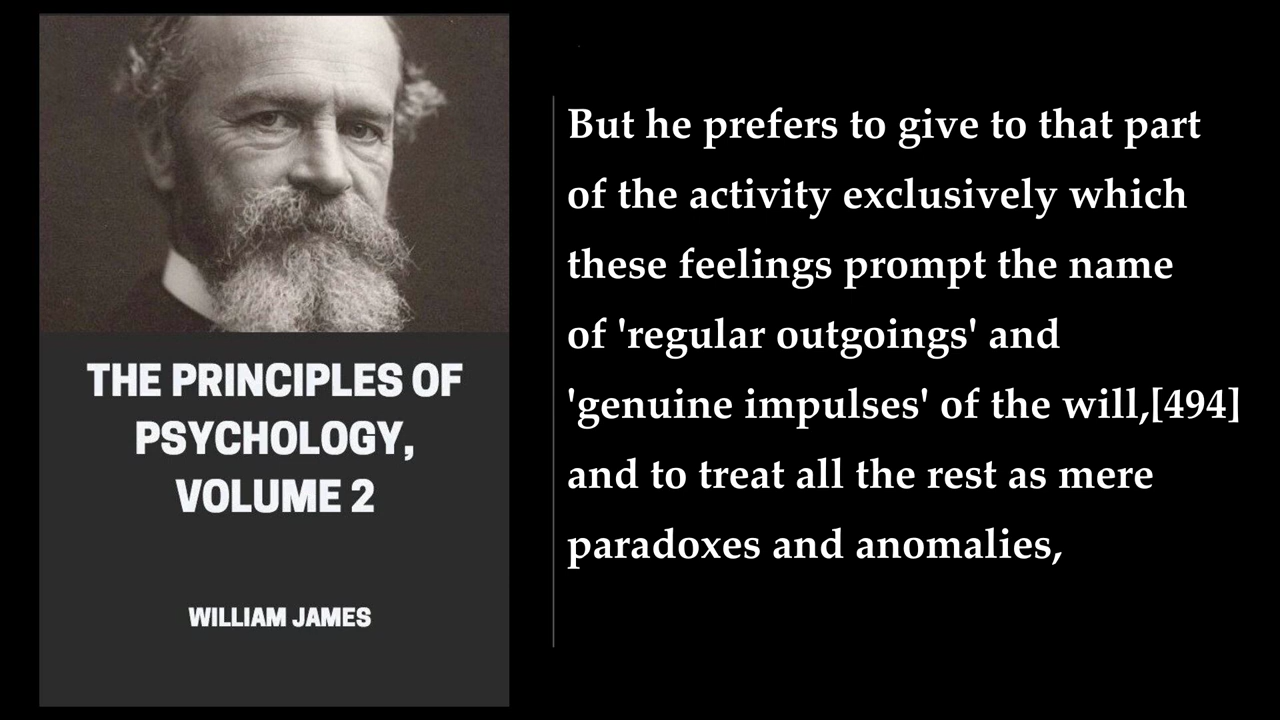 THE PRINCIPLES OF
PSYCHOLOGY,
VOLUME 2
WILLIAM JAMES
But he prefers to give to that part
of the activity exclusively which
these feelings prompt the name
of 'regular outgoings' and
'genuine impulses' of the will,[494]
and to treat all the rest as mere
paradoxes and anomalies,